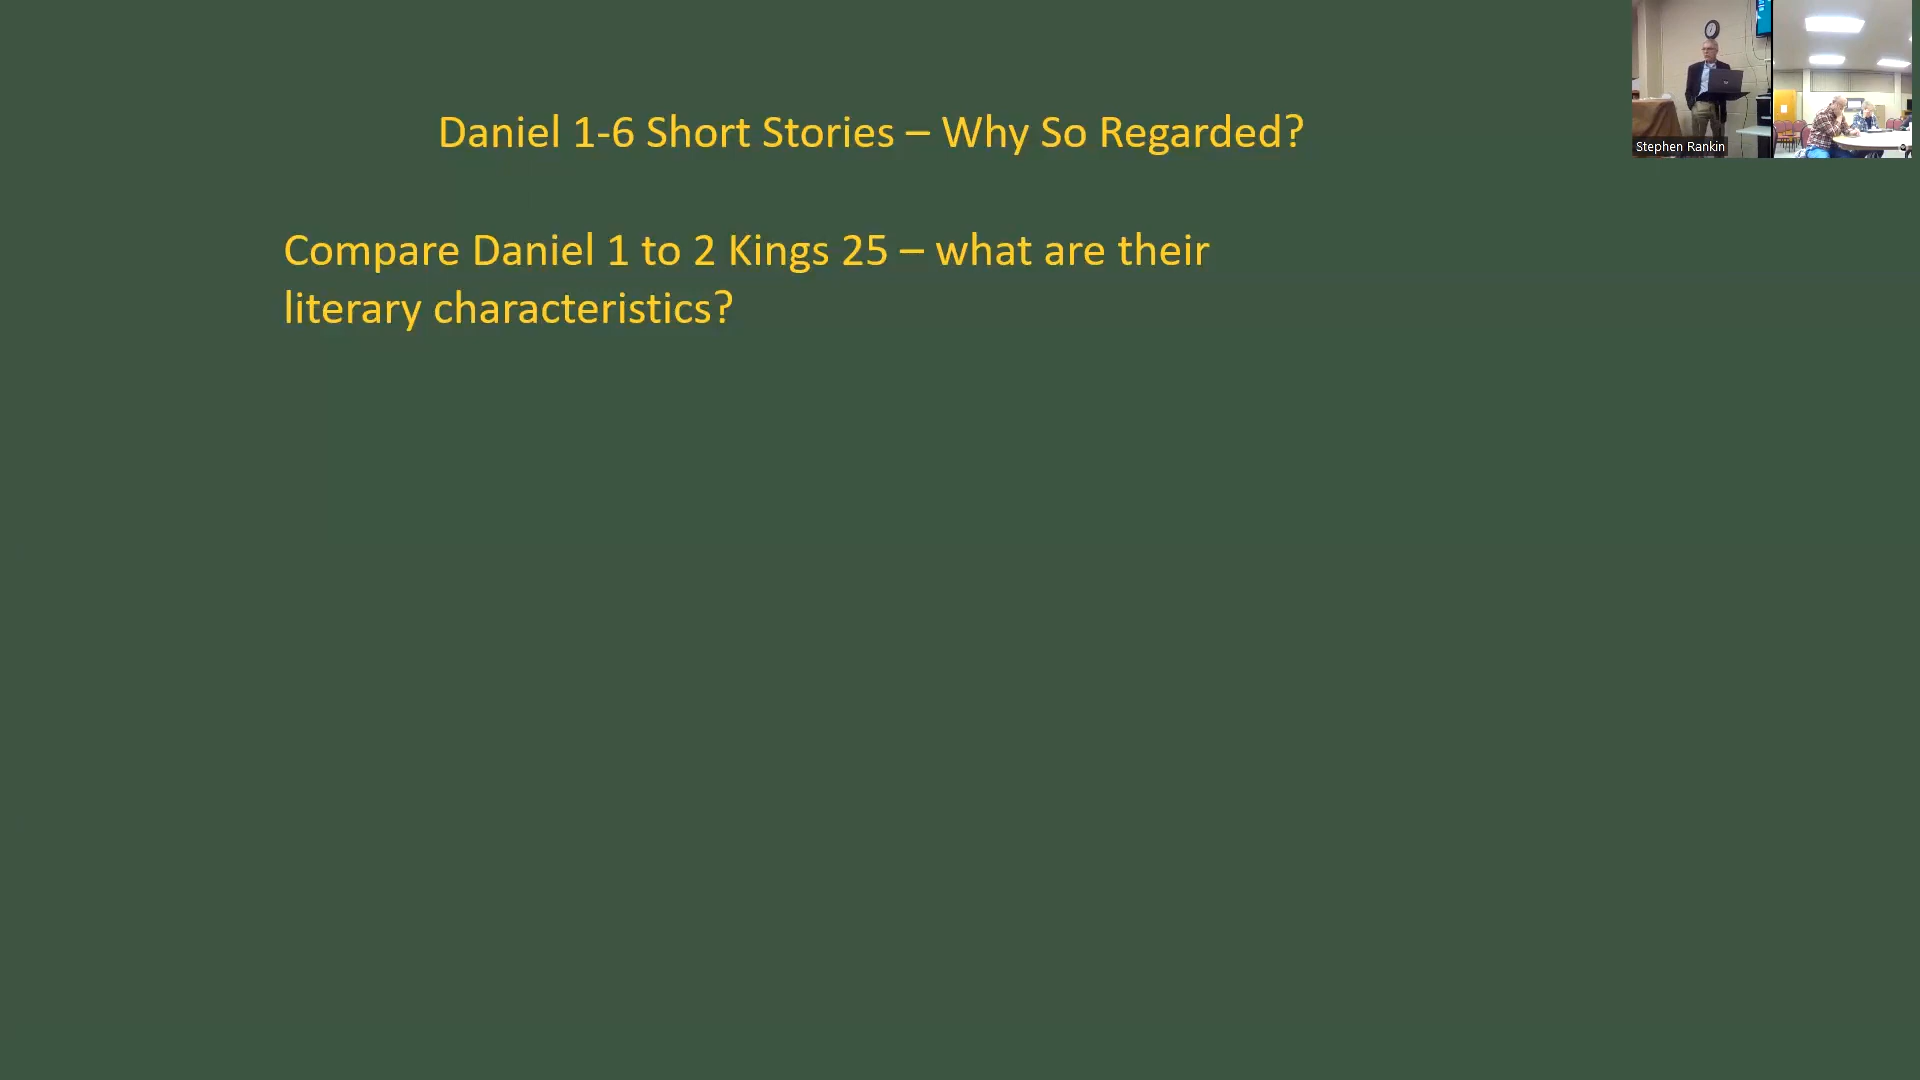 Daniel 1-6 Short Stories – Why So Regarded?
Compare Daniel 1 to 2 Kings 25 – what are their
literary characteristics?
Stephen Rankin